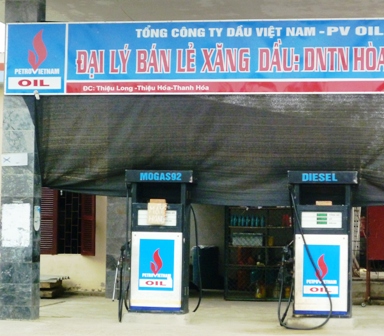 TỔNG CÔNG TY DẦU VIỆT NAM - PV OIL
PETROVIETNAM
OIL
ĐẠI LÝ BÁN LẺ XĂNG DẦU: DNTN HÒA
ĐC: Thiệu Long -Thiệu Hóa-Thanh Hóa
MOGAS92
DIESEL
PETROVIETNAM
OIL
PETROVIETNAM
OIL